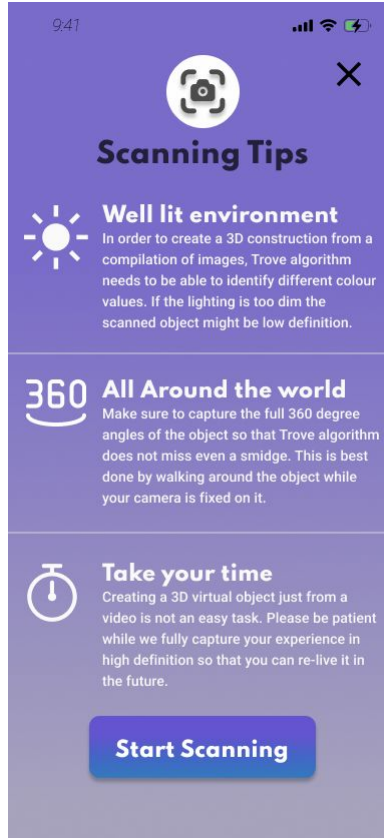 9:41
Scanning Tips
Well lit environment
In order to create a 3D construction from a
compilation of images, Trove algorithm
needs to be able to identify different colour
values. If the lighting is too dim the
scanned object might be low definition.
360
All Around the world
Make sure to capture the full 360 degree
angles of the object so that Trove algorithm
does not miss even a smidge. This is best
done by walking around the object while
your camera is fixed on it.
Take your time
Creating a 3D virtual object just from a
video is not an easy task. Please be patient
while we fully capture your experience in
high definition so that you can re-live it in
the future.
Start Scanning